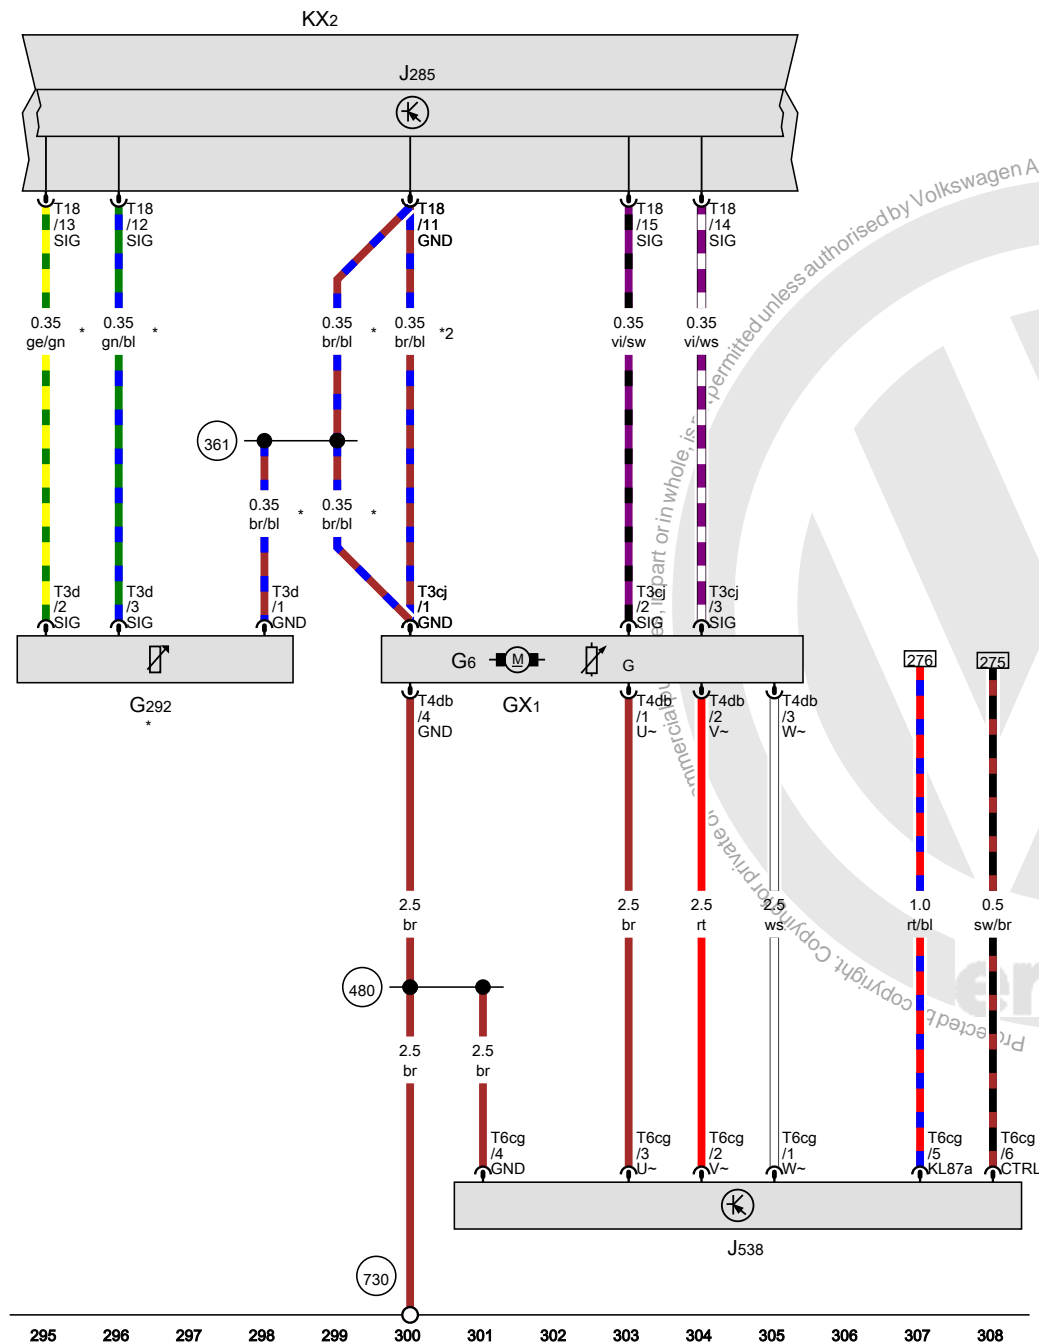 KX2
J285
T18 /13 SIG
T18 /12 SIG
T18 /11 GND
T18 /15 SIG
T18 /14 SIG
0.35 ge/gn *
0.35 gn/bl *
0.35 br/bl *
0.35 br/bl *2
0.35 vi/sw
0.35 vi/ws
361
0.35 br/bl *
0.35 br/bl *
T3d /2 SIG
T3d /3 SIG
T3d /1 GND
T3cj /1 GND
T3cj /2 SIG
T3cj /3 SIG
G6 M G
276
275
G292
*
GX1
T4db /4 GND
T4db /1 U~
T4db /2 V~
T4db /3 W~
2.5 br
2.5 br
2.5 rt
2.5 ws
1.0 rt/bl
0.5 sw/br
480
2.5 br
2.5 br
T6cg /4 GND
T6cg /3 U~
T6cg /2 V~
T6cg /1 W~
T6cg /5 KL87a
T6cg /6 CTRL
J538
730
295 296 297 298 299 300 301 302 303 304 305 306 307 308
permitted unless authorised by Volkswagen A
part or in whole, is
for private
Copying
copyright. Copyright